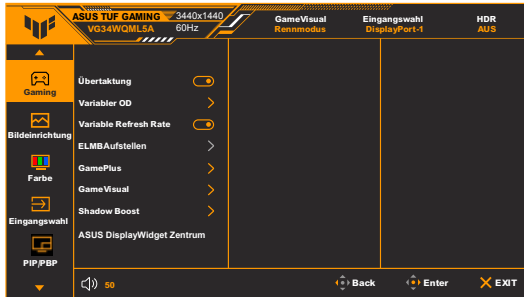 ASUS TUF GAMING 3440x1440
VG34WQML5A 60Hz
GameVisual
Rennmodus
Eingangswahl
DisplayPort-1
HDR
AUS
Gaming
Bildeinrichtung
Farbe
Eingangswahl
PIP/PBP
Übertaktung
Variabler OD
Variable Refresh Rate
ELMBAufstellen
GamePlus
GameVisual
Shadow Boost
ASUS DisplayWidget Zentrum
50
Back
Enter
EXIT